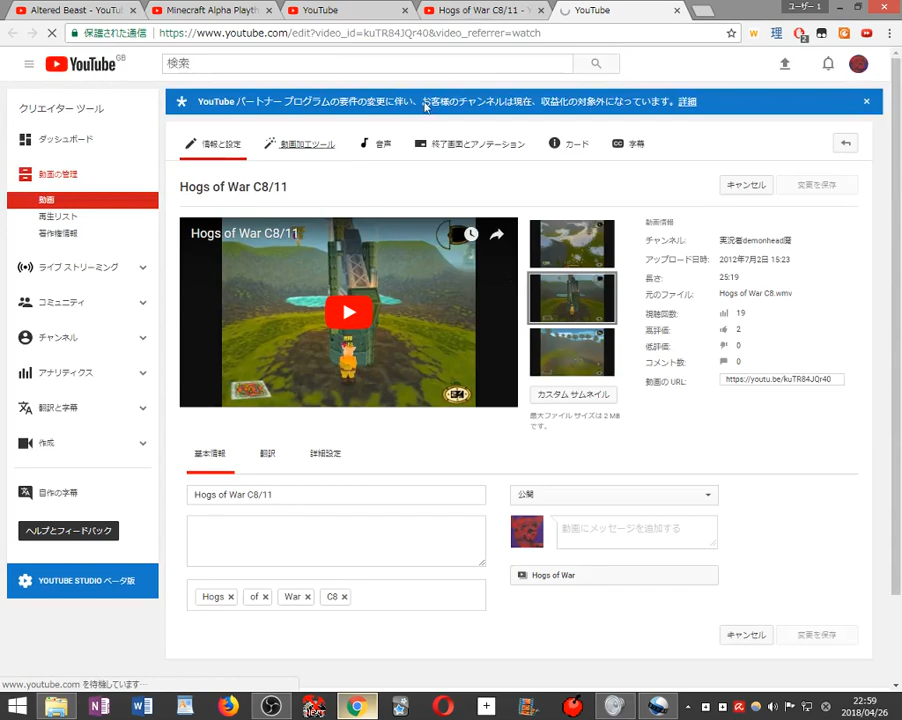 Altered Beast - YouTu
Minecraft Alpha Playth
YouTube
Hogs of War C8/11 - Y
YouTube
ユーザー 1
保護された通信
https://www.youtube.com/edit?video_id=kuTR84JQr40&video_referrer=watch
YouTube GB
検索
クリエイター ツール
YouTube パートナー プログラムの要件の変更に伴い、お客様のチャンネルは現在、収益化の対象外になっています。 詳細
ダッシュボード
動画の管理
動画
再生リスト
著作権情報
ライブ ストリーミング
コミュニティ
チャンネル
アナリティクス
翻訳と字幕
作成
自作の字幕
ヘルプとフィードバック
YOUTUBE STUDIO ベータ版
情報と設定
動画加工ツール
音声
終了画面とアノテーション
カード
CC 字幕
Hogs of War C8/11
キャンセル
変更を保存
Hogs of War C8/11
カスタム サムネイル
最大ファイル サイズは 2 MB
です。
動画情報
チャンネル: 実況者demonhead魔
アップロード日時: 2012年7月2日 15:23
長さ: 25:19
元のファイル: Hogs of War C8.wmv
視聴回数: 19
高評価: 2
低評価: 0
コメント数: 0
動画の URL: https://youtu.be/kuTR84JQr40
基本情報
翻訳
詳細設定
Hogs of War C8/11
公開
動画にメッセージを追加する
Hogs of War
Hogs
of
War
C8
キャンセル
変更を保存
www.youtube.com を待機しています…
22:59
2018/04/26